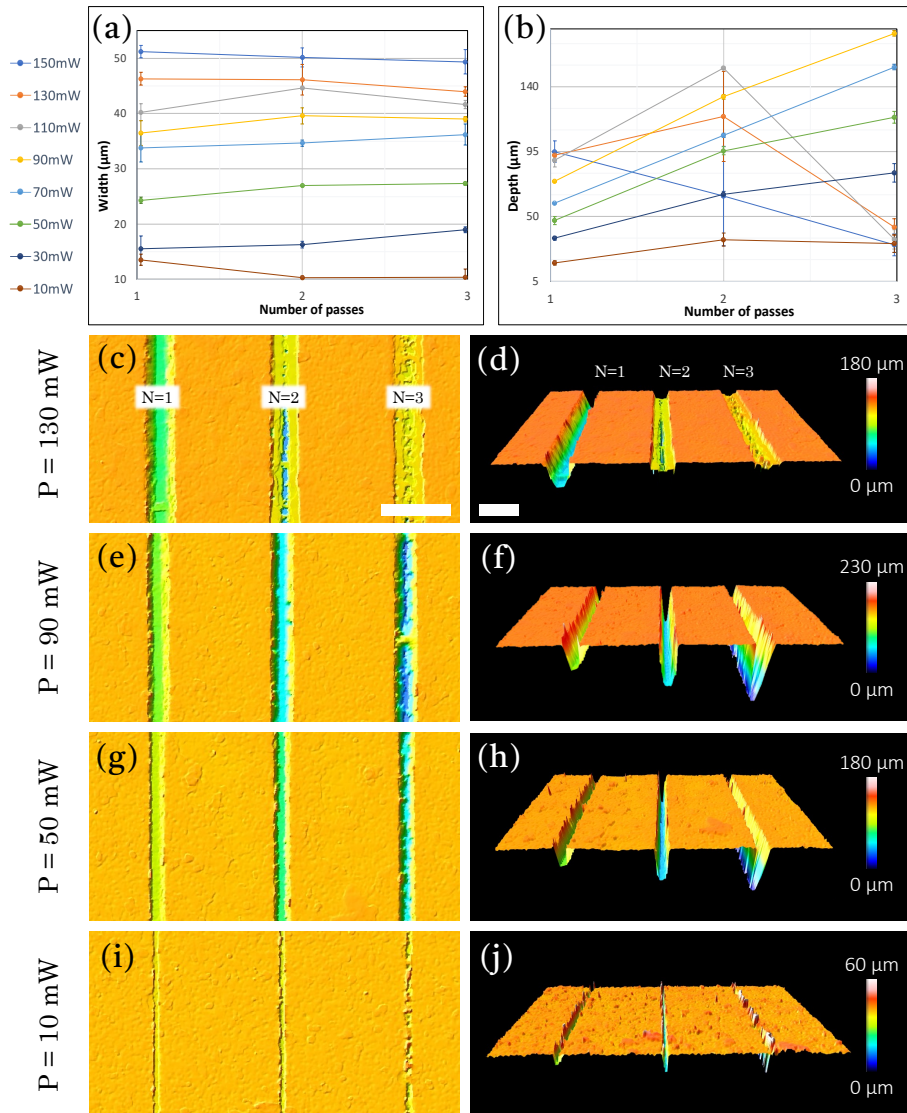 (a)
(b)
150mW
130mW
110mW
90mW
70mW
50mW
30mW
10mW
Width (µm)
50
40
30
20
10
1
2
3
Number of passes
Depth (µm)
140
95
50
5
1
2
3
Number of passes
P = 130 mW
(c)
N=1
N=2
N=3
(d)
N=1
N=2
N=3
180 µm
0 µm
P = 90 mW
(e)
(f)
230 µm
0 µm
P = 50 mW
(g)
(h)
180 µm
0 µm
P = 10 mW
(i)
(j)
60 µm
0 µm